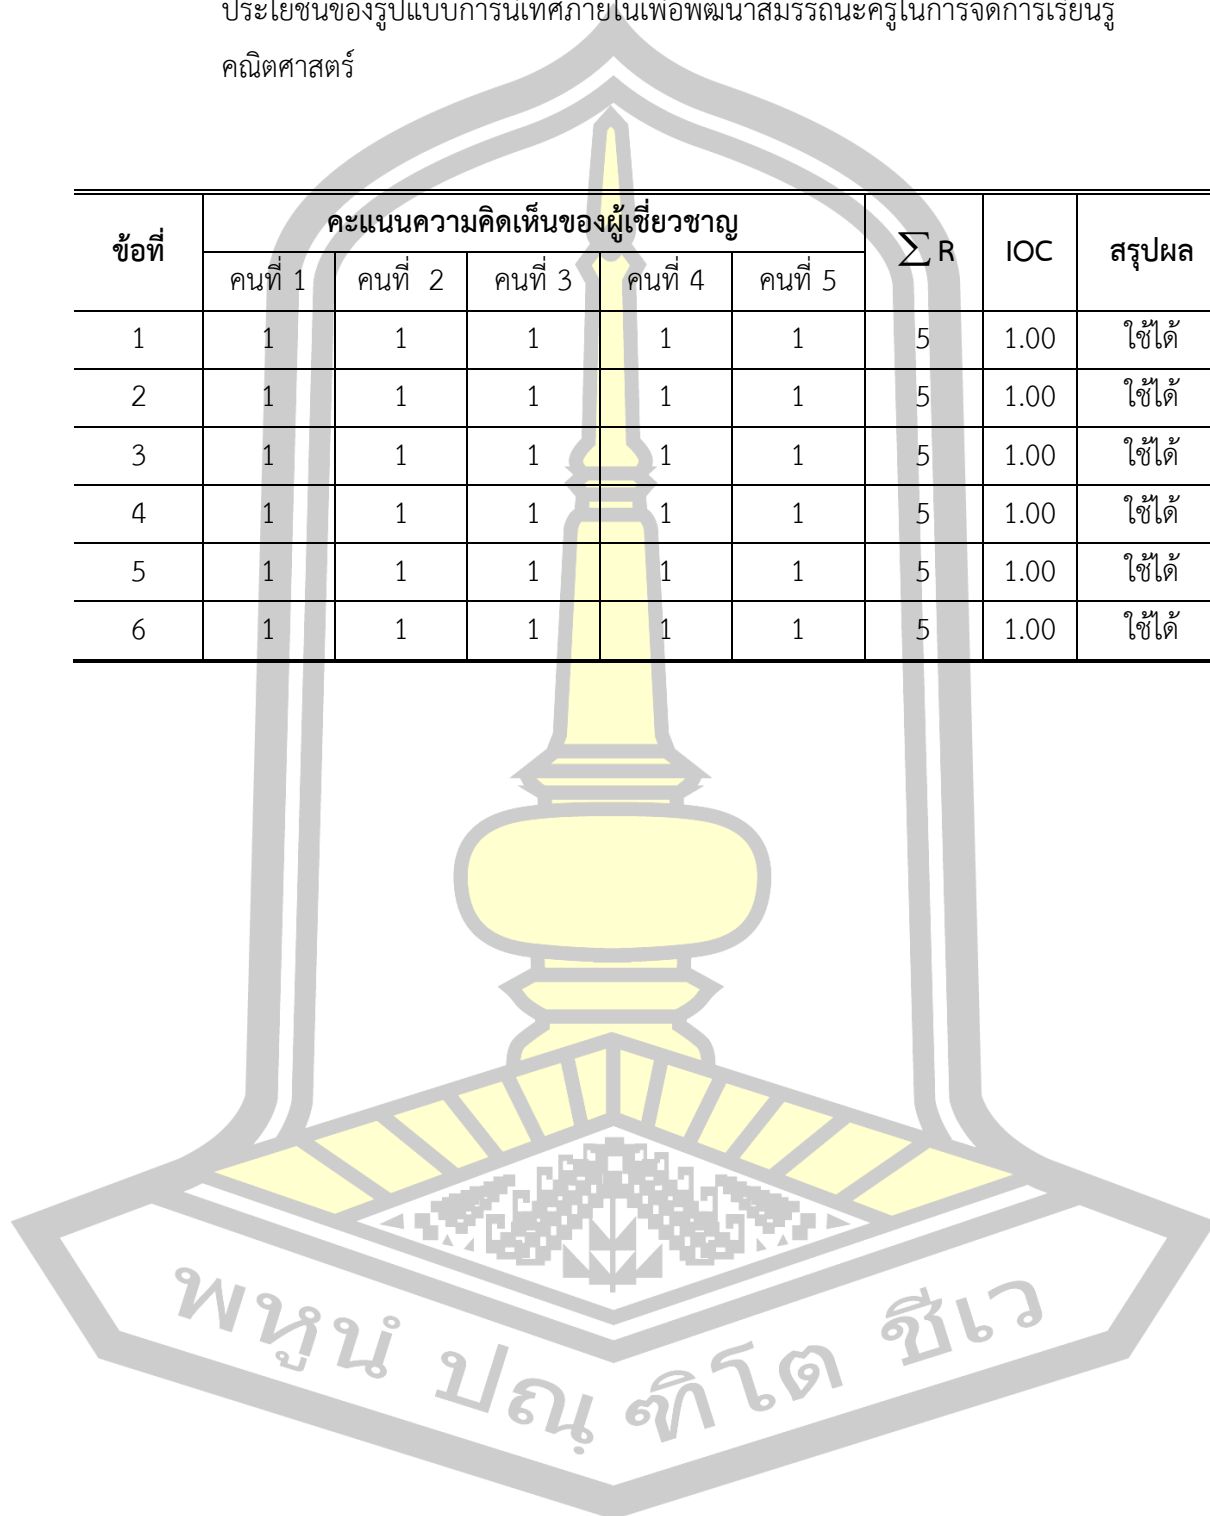 ประโยชน์ของรูปแบบการนิเทศภายในเพื่อพัฒนาสมรรถนะครูในการจัดการเรียนรู้
คณิตศาสตร์
ข้อที่ คะแนนความคิดเห็นของผู้เชี่ยวชาญ ∑R IOC สรุปผล
คนที่ 1 คนที่ 2 คนที่ 3 คนที่ 4 คนที่ 5
1 1 1 1 1 1 5 1.00 ใช้ได้
2 1 1 1 1 1 5 1.00 ใช้ได้
3 1 1 1 1 1 5 1.00 ใช้ได้
4 1 1 1 1 1 5 1.00 ใช้ได้
5 1 1 1 1 1 5 1.00 ใช้ได้
6 1 1 1 1 1 5 1.00 ใช้ได้
พหูนํ ปณฺฑิโต ชีเว